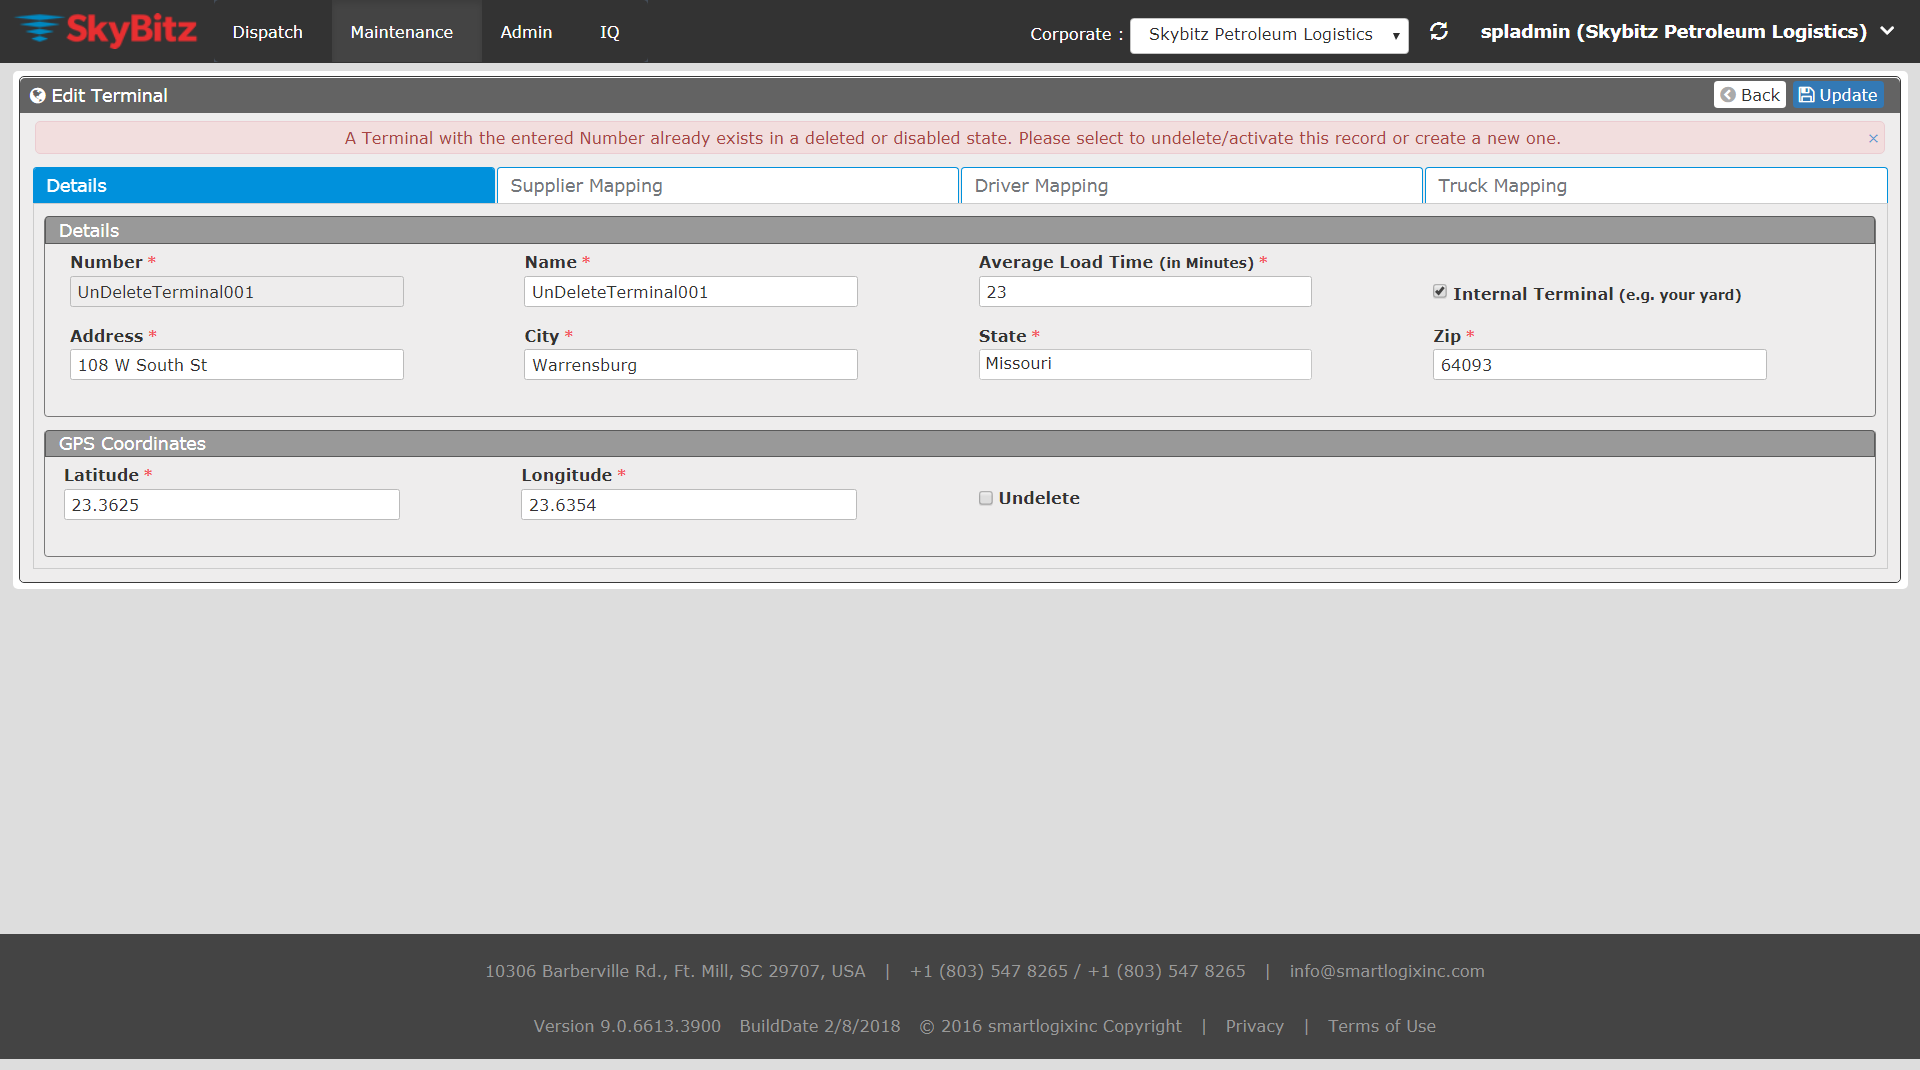 SkyBitz Dispatch Maintenance Admin IQ Corporate : Skybitz Petroleum Logistics spladmin (Skybitz Petroleum Logistics)
Edit Terminal Back Update
A Terminal with the entered Number already exists in a deleted or disabled state. Please select to undelete/activate this record or create a new one. ×
Details Supplier Mapping Driver Mapping Truck Mapping
Details
Number * Name * Average Load Time (in Minutes) *
UnDeleteTerminal001 UnDeleteTerminal001 23 Internal Terminal (e.g. your yard)
Address * City * State * Zip *
108 W South St Warrensburg Missouri 64093
GPS Coordinates
Latitude * Longitude *
23.3625 23.6354 Undelete
10306 Barberville Rd., Ft. Mill, SC 29707, USA | +1 (803) 547 8265 / +1 (803) 547 8265 | info@smartlogixinc.com
Version 9.0.6613.3900 BuildDate 2/8/2018 © 2016 smartlogixinc Copyright | Privacy | Terms of Use